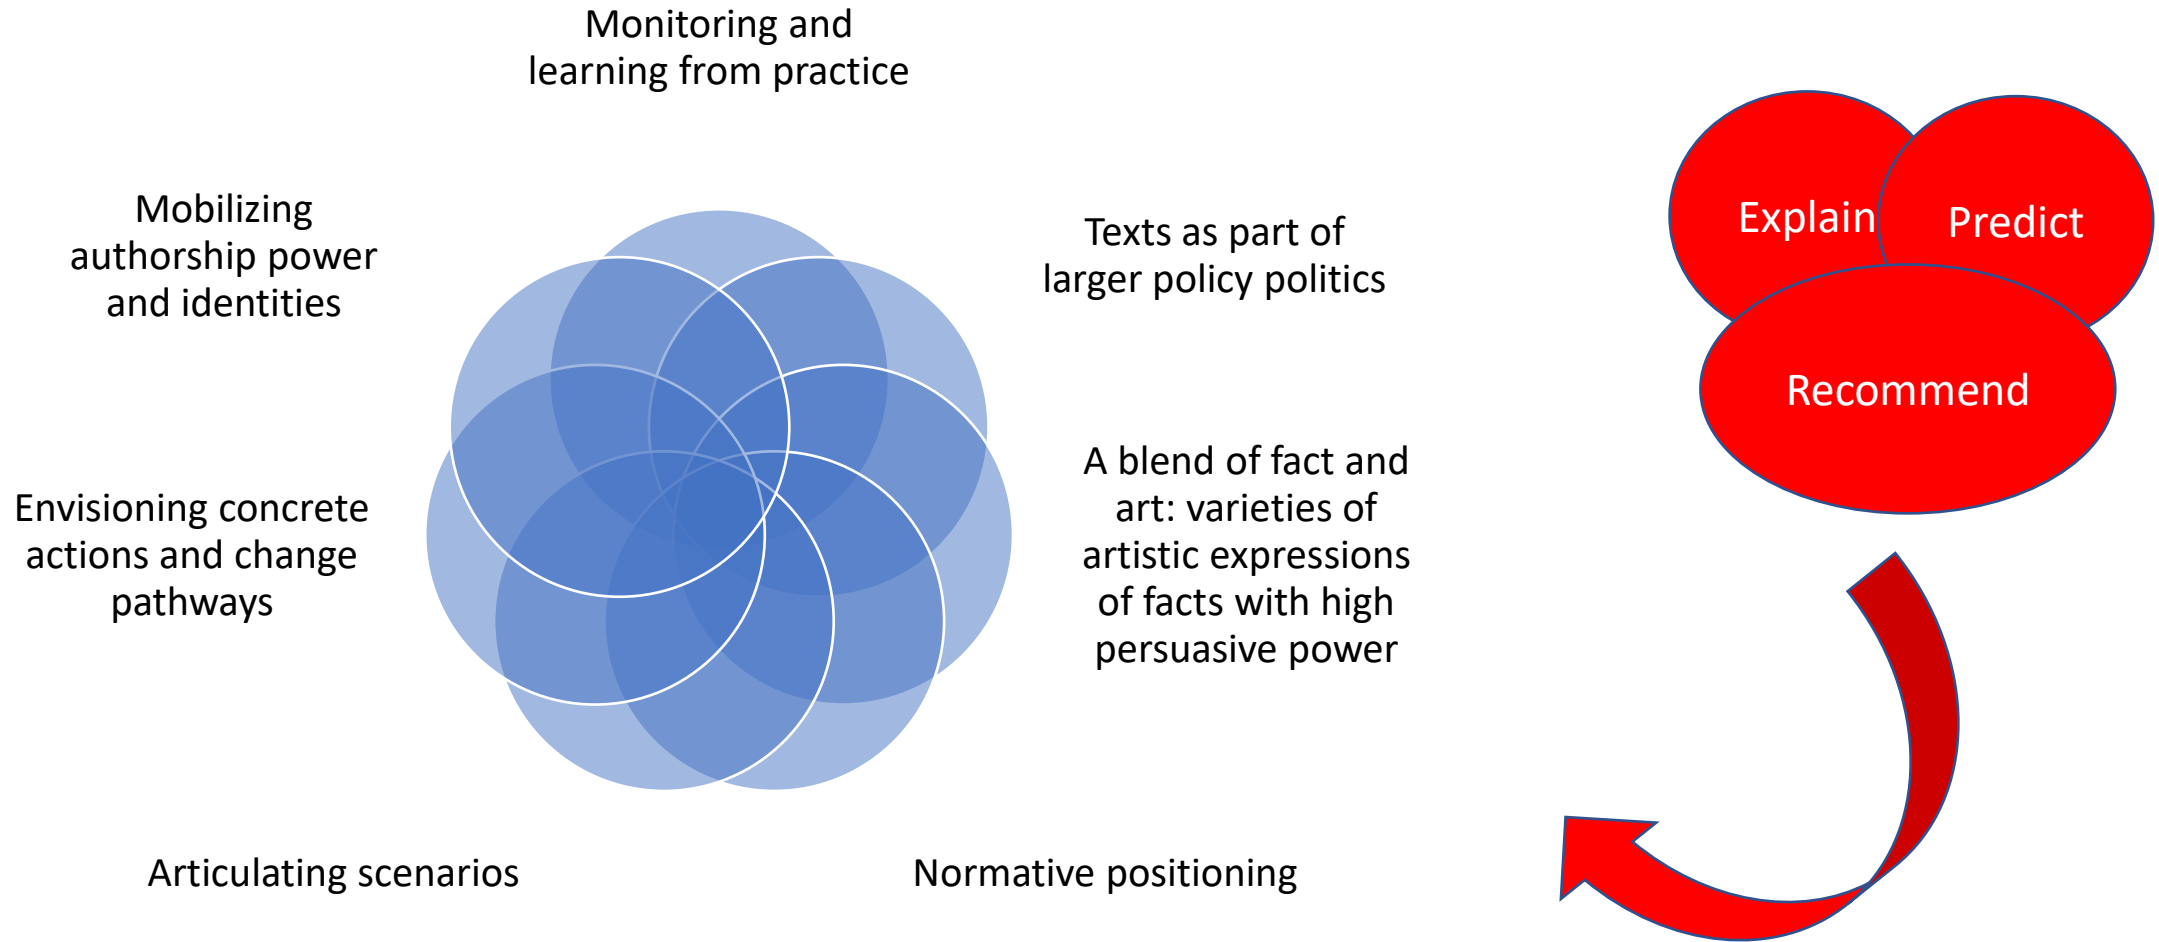 Monitoring and
learning from practice
Mobilizing
authorship power
and identities
Texts as part of
larger policy politics
Explain
Predict
Recommend
Envisioning concrete
actions and change
pathways
A blend of fact and
art: varieties of
artistic expressions
of facts with high
persuasive power
Articulating scenarios
Normative positioning